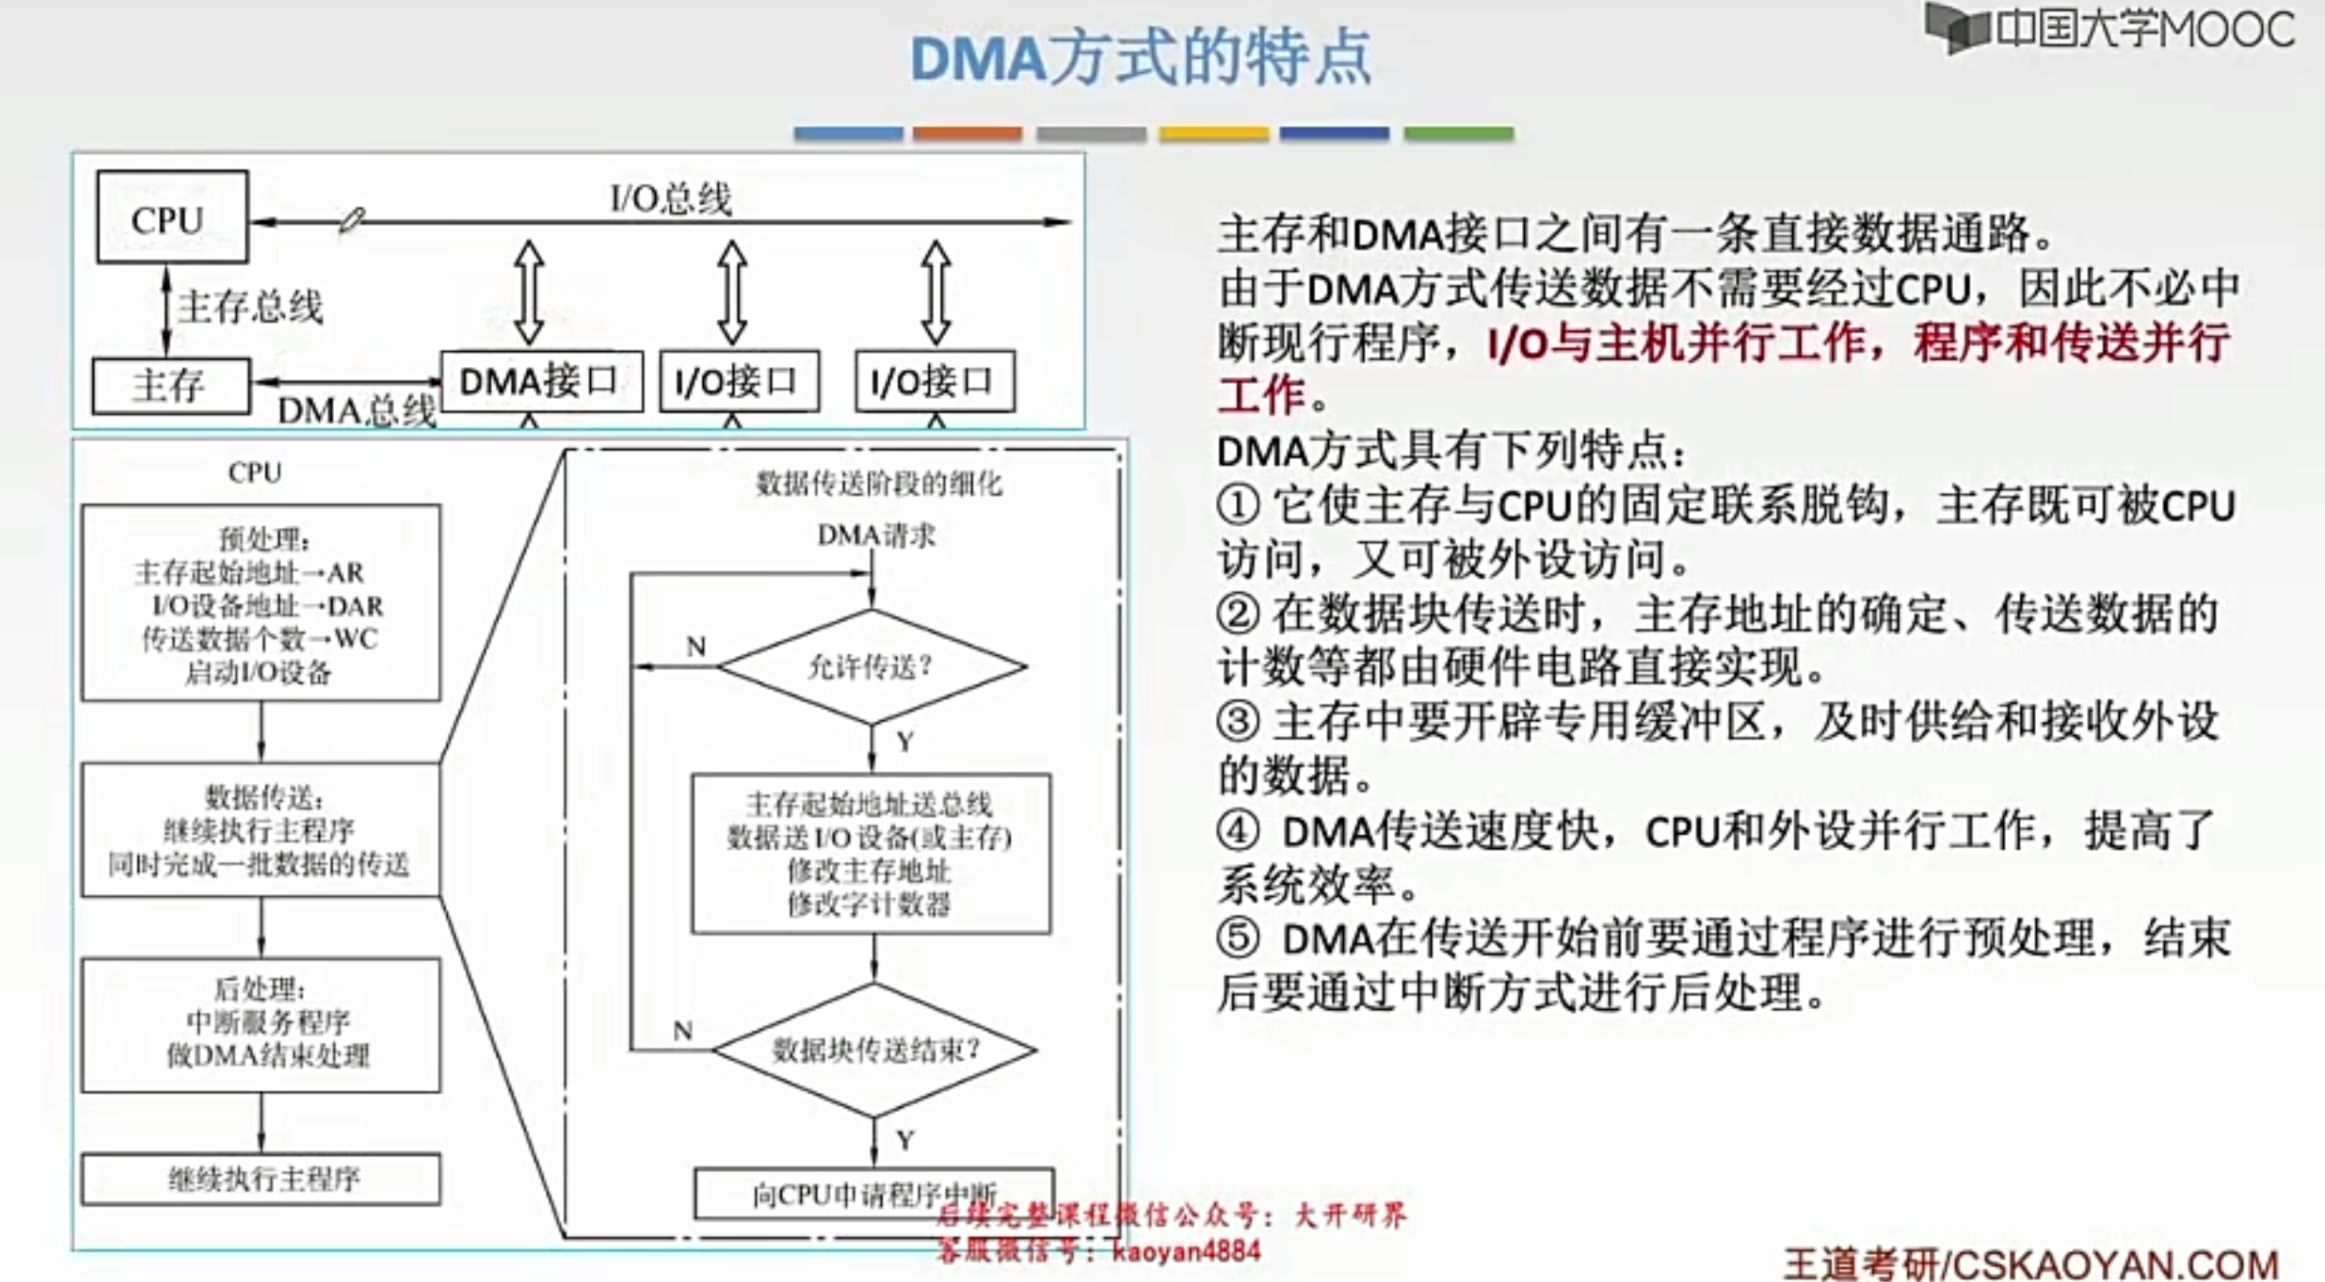 DMA方式的特点
中国大学MOOC
CPU
I/O总线
主存总线
主存
DMA总线
DMA接口
I/O接口
I/O接口
CPU
预处理：
主存起始地址→AR
I/O设备地址→DAR
传送数据个数→WC
启动I/O设备
数据传送：
继续执行主程序
同时完成一批数据的传送
后处理：
中断服务程序
做DMA结束处理
继续执行主程序
数据传送阶段的细化
DMA请求
允许传送？
N
Y
主存起始地址送总线
数据送I/O设备(或主存)
修改主存地址
修改字计数器
数据块传送结束？
N
Y
向CPU申请程序中断
主存和DMA接口之间有一条直接数据通路。
由于DMA方式传送数据不需要经过CPU，因此不必中
断现行程序，I/O与主机并行工作，程序和传送并行
工作。
DMA方式具有下列特点：
① 它使主存与CPU的固定联系脱钩，主存既可被CPU
访问，又可被外设访问。
② 在数据块传送时，主存地址的确定、传送数据的
计数等都由硬件电路直接实现。
③ 主存中要开辟专用缓冲区，及时供给和接收外设
的数据。
④ DMA传送速度快，CPU和外设并行工作，提高了
系统效率。
⑤ DMA在传送开始前要通过程序进行预处理，结束
后要通过中断方式进行后处理。
后续完整课程微信公众号：大开研界
客服微信号：kaoyan4884
王道考研/CSKAOYAN.COM